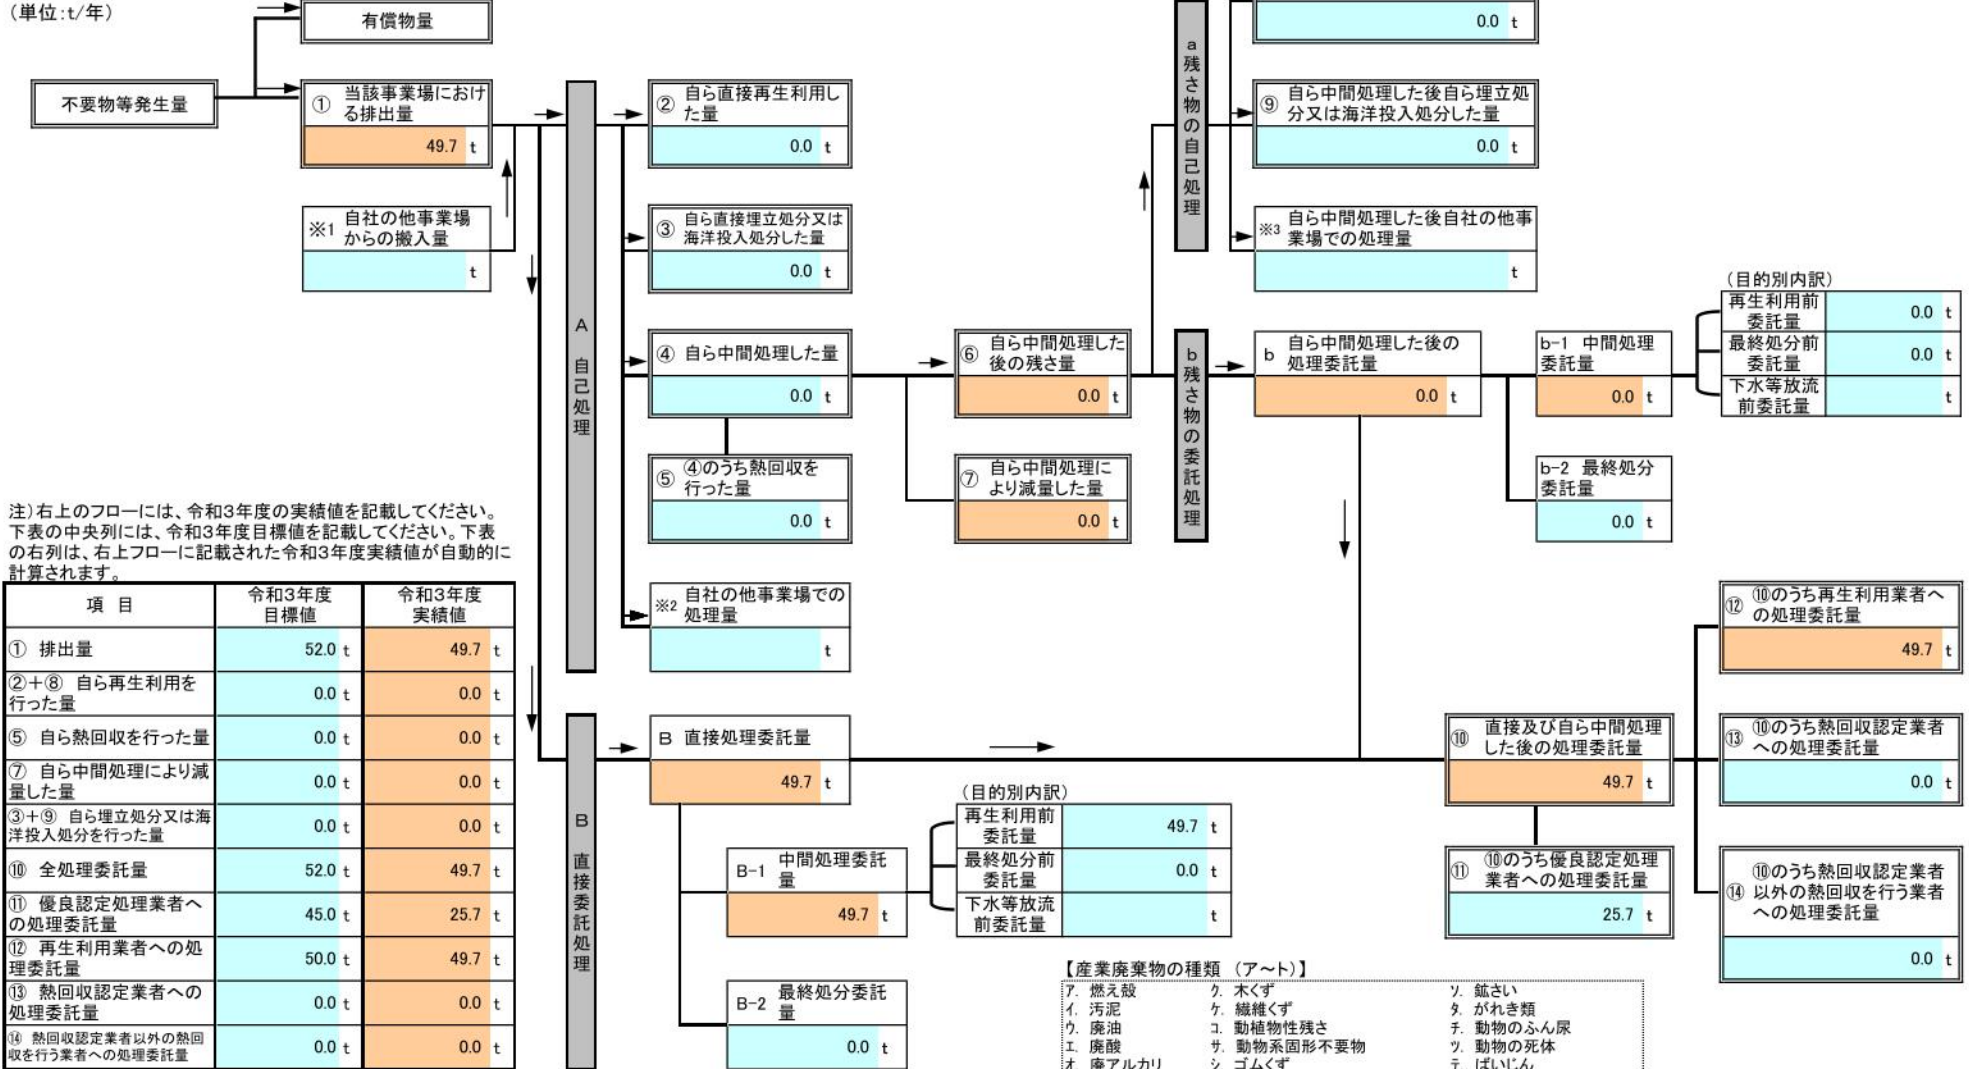 (単位:t/年)
有償物量
不要物等発生量
① 当該事業場におけ
る排出量
49.7 t
※1 自社の他事業場
からの搬入量
t
A 自己処理
② 自ら直接再生利用し
た量
0.0 t
③ 自ら直接埋立処分又は
海洋投入処分した量
0.0 t
④ 自ら中間処理した量
0.0 t
⑤ ④のうち熱回収を
行った量
0.0 t
※2 自社の他事業場での
処理量
t
⑥ 自ら中間処理した
後の残さ量
0.0 t
⑦ 自ら中間処理に
より減量した量
0.0 t
a 残さ物の自己処理
0.0 t
⑨ 自ら中間処理した後自ら埋立処
分又は海洋投入処分した量
0.0 t
※3 自ら中間処理した後自社の他事
業場での処理量
t
b 残さ物の委託処理
b 自ら中間処理した後の
処理委託量
0.0 t
b-1 中間処理
委託量
0.0 t
b-2 最終処分
委託量
0.0 t
(目的別内訳)
再生利用前
委託量
0.0 t
最終処分前
委託量
0.0 t
下水等放流
前委託量
t
注)右上のフローには、令和3年度の実績値を記載してください。
下表の中央列には、令和3年度目標値を記載してください。下表
の右列は、右上フローに記載された令和3年度実績値が自動的に
計算されます。
項 目
令和3年度
目標値
令和3年度
実績値
① 排出量
52.0 t
49.7 t
②+⑧ 自ら再生利用を
行った量
0.0 t
0.0 t
⑤ 自ら熱回収を行った量
0.0 t
0.0 t
⑦ 自ら中間処理により減
量した量
0.0 t
0.0 t
③+⑨ 自ら埋立処分又は海
洋投入処分を行った量
0.0 t
0.0 t
⑩ 全処理委託量
52.0 t
49.7 t
⑪ 優良認定処理業者へ
の処理委託量
45.0 t
25.7 t
⑫ 再生利用業者への処
理委託量
50.0 t
49.7 t
⑬ 熱回収認定業者への
処理委託量
0.0 t
0.0 t
⑭ 熱回収認定業者以外の熱回
収を行う業者への処理委託量
0.0 t
0.0 t
B 直接委託処理
B 直接処理委託量
49.7 t
B-1 中間処理委託
量
49.7 t
B-2 最終処分委託
量
0.0 t
(目的別内訳)
再生利用前
委託量
49.7 t
最終処分前
委託量
0.0 t
下水等放流
前委託量
t
⑩ 直接及び自ら中間処理
した後の処理委託量
49.7 t
⑪ ⑩のうち優良認定処理
業者への処理委託量
25.7 t
⑫ ⑩のうち再生利用業者へ
の処理委託量
49.7 t
⑬ ⑩のうち熱回収認定業者
への処理委託量
0.0 t
⑭ ⑩のうち熱回収認定業者
以外の熱回収を行う業者
への処理委託量
0.0 t
【産業廃棄物の種類 (ア~ト)】
ア. 燃え殻 ク. 木くず ソ. 鉱さい
イ. 汚泥 ケ. 繊維くず タ. がれき類
ウ. 廃油 コ. 動植物性残さ チ. 動物のふん尿
エ. 廃酸 サ. 動物系固形不要物 ツ. 動物の死体
オ. 廃アルカリ シ. ゴムくず テ. ばいじん